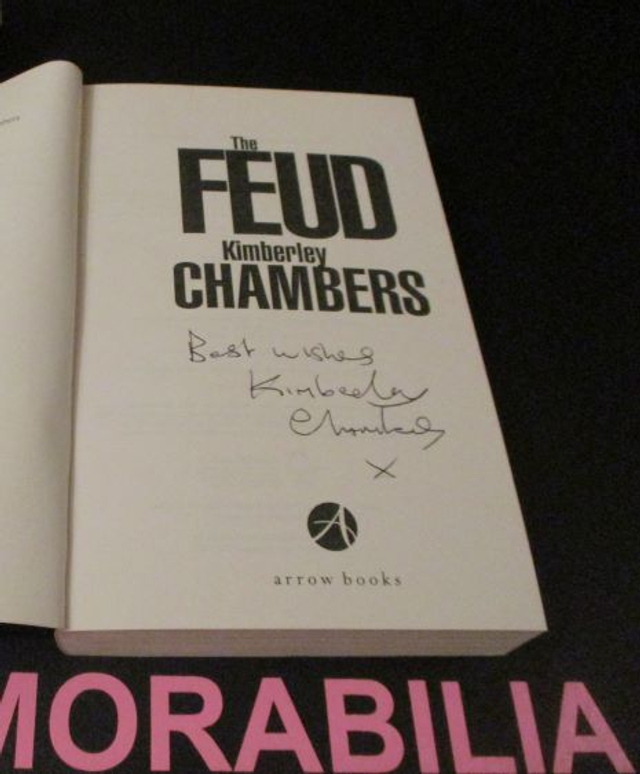 The
FEUD
Kimberley
CHAMBERS
Best wishes
Kimberley
Chambers
X
A
arrow books
MORABILIA